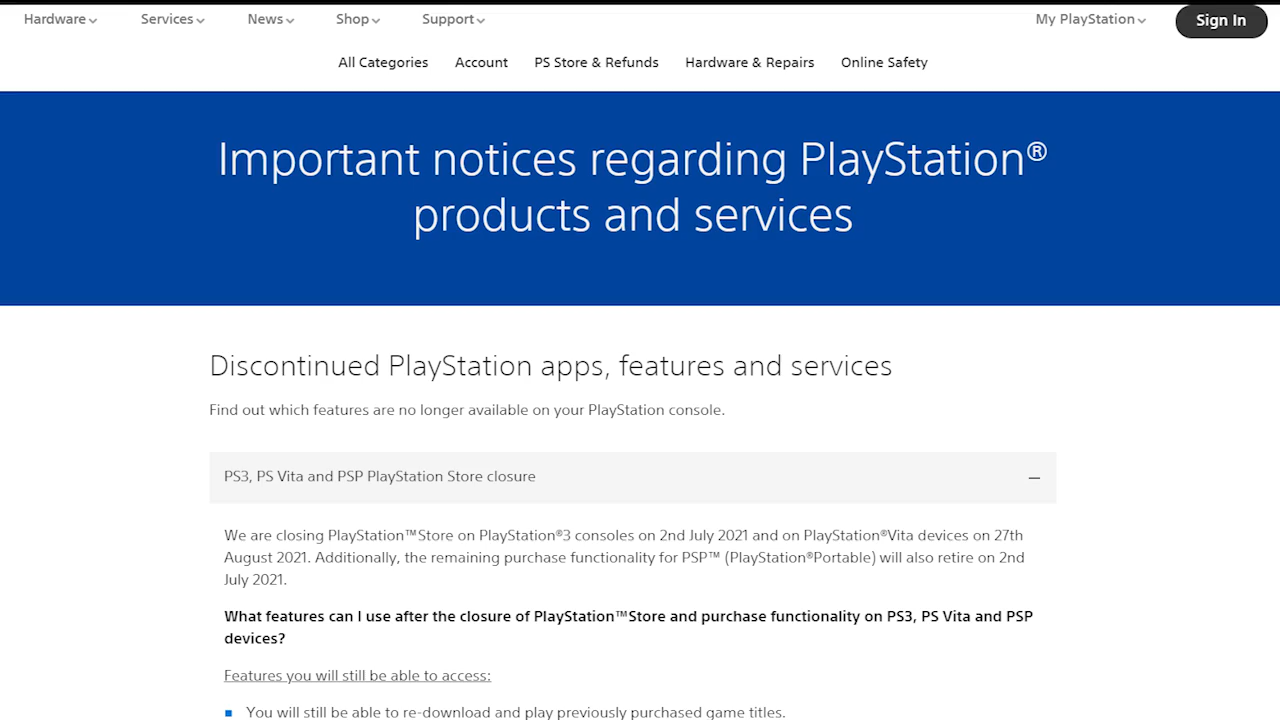 Hardware Services News Shop Support My PlayStation Sign In
All Categories Account PS Store & Refunds Hardware & Repairs Online Safety
Important notices regarding PlayStation®
products and services
Discontinued PlayStation apps, features and services
Find out which features are no longer available on your PlayStation console.
PS3, PS Vita and PSP PlayStation Store closure
We are closing PlayStation™Store on PlayStation®3 consoles on 2nd July 2021 and on PlayStation®Vita devices on 27th
August 2021. Additionally, the remaining purchase functionality for PSP™ (PlayStation®Portable) will also retire on 2nd
July 2021.
What features can I use after the closure of PlayStation™Store and purchase functionality on PS3, PS Vita and PSP
devices?
Features you will still be able to access:
You will still be able to re-download and play previously purchased game titles.